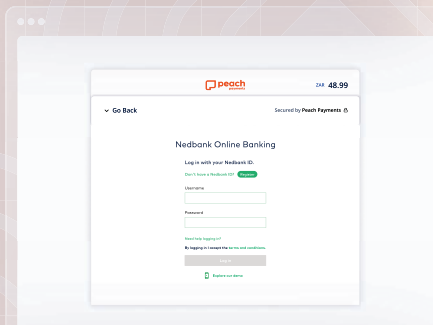 peach
payments
ZAR 48.99
Go Back
Secured by Peach Payments
Nedbank Online Banking
Log in with your Nedbank ID.
Don't have a Nedbank ID? Register
Username
Password
Need help logging in?
By logging in I accept the terms and conditions.
Log in
Explore our demo